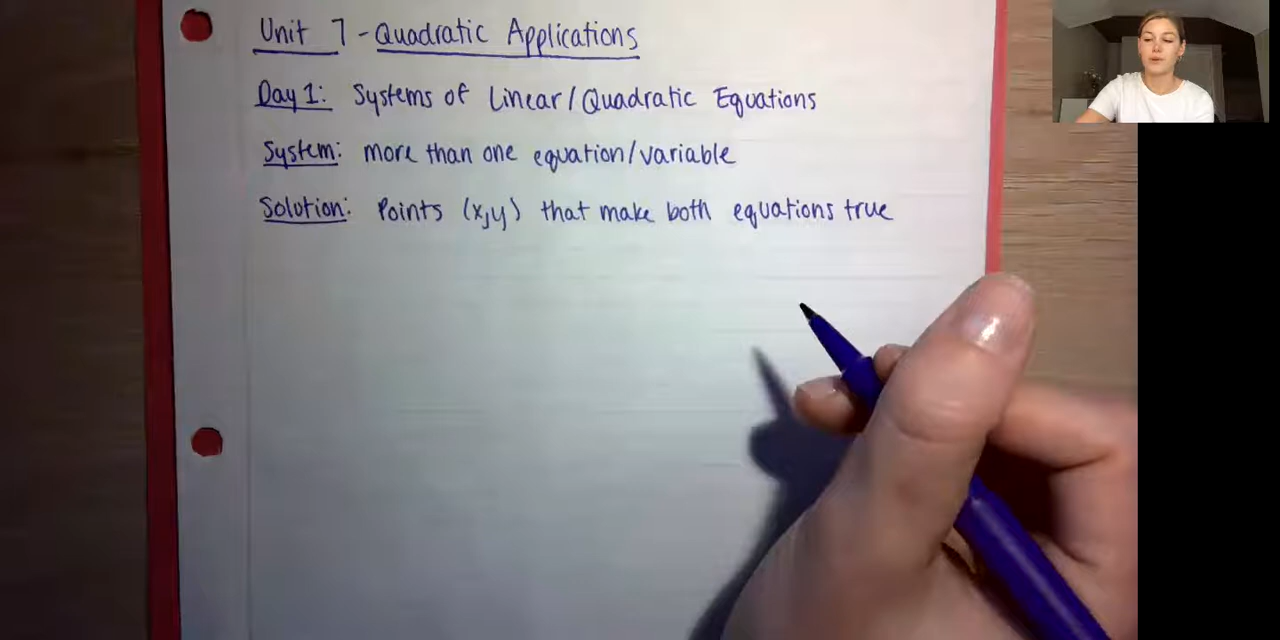 Unit 7 - Quadratic Applications
Day 1: Systems of Linear/Quadratic Equations
System: more than one equation/variable
Solution: Points (x,y) that make both equations true